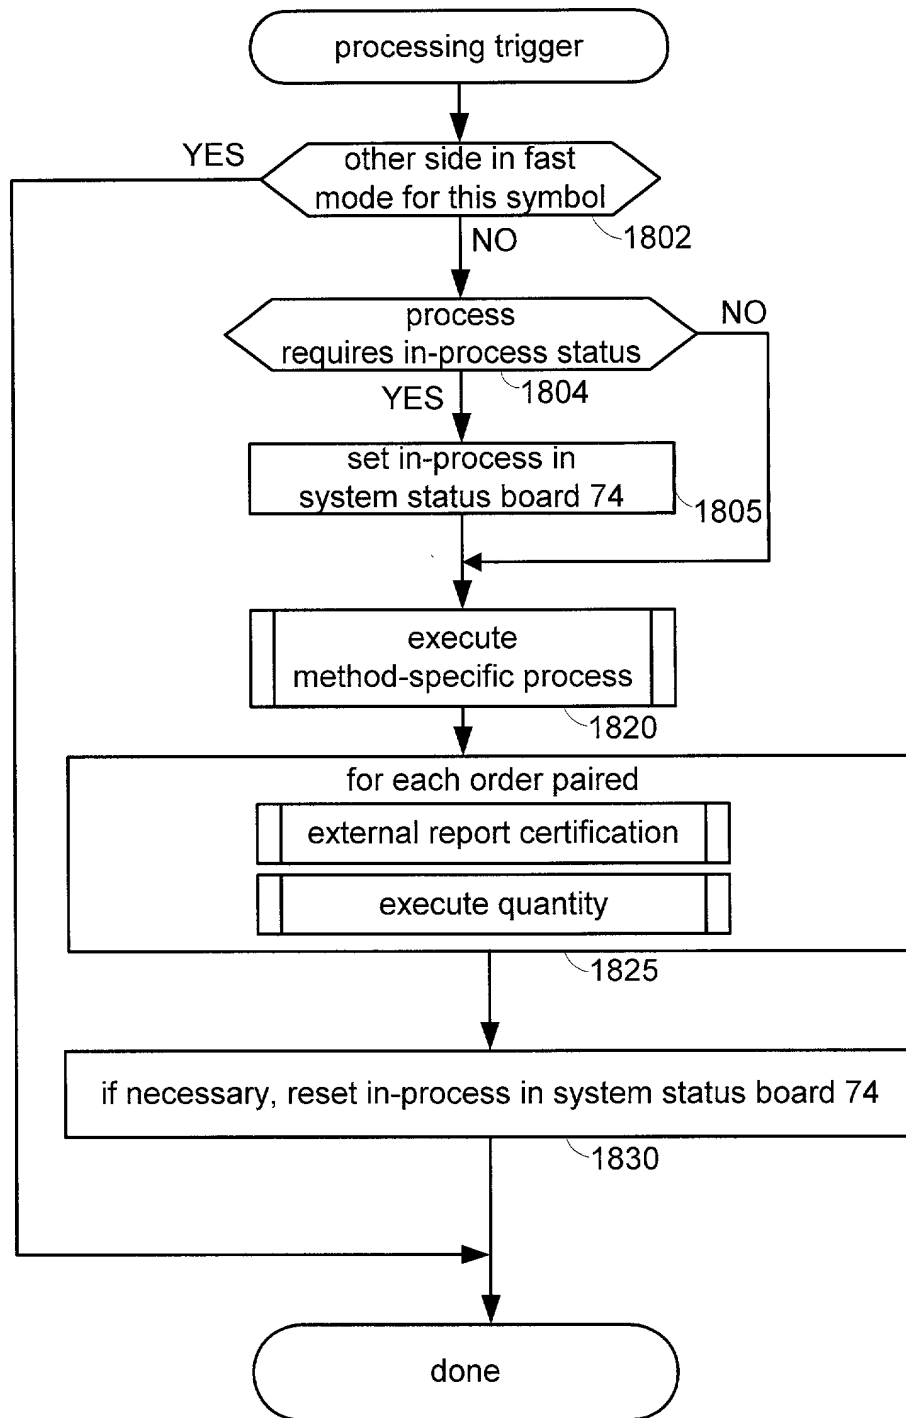 processing trigger
YES
other side in fast
mode for this symbol
1802
NO
process
requires in-process status
NO
1804
YES
set in-process in
system status board 74
1805
execute
method-specific process
1820
for each order paired
external report certification
execute quantity
1825
if necessary, reset in-process in system status board 74
1830
done